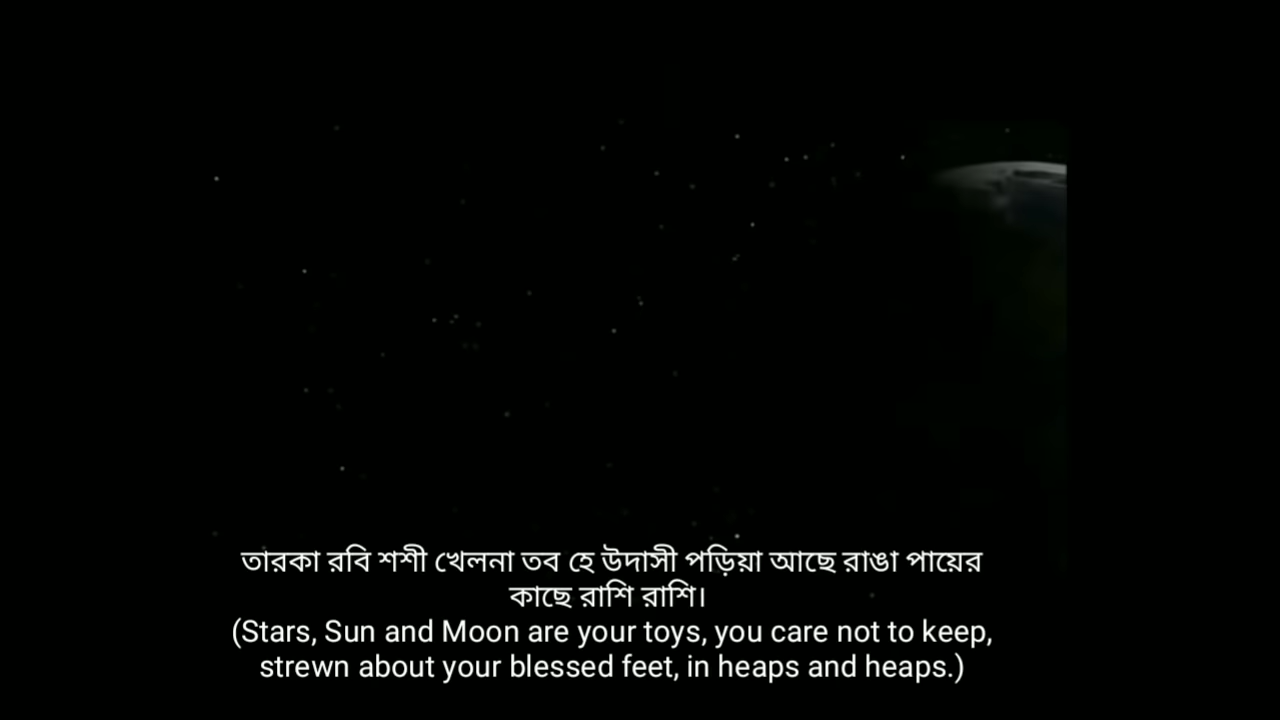 তারকা রবি শশী খেলনা তব হে উদাসী পড়িয়া আছে রাঙা পায়ের
কাছে রাশি রাশি।
(Stars, Sun and Moon are your toys, you care not to keep,
strewn about your blessed feet, in heaps and heaps.)